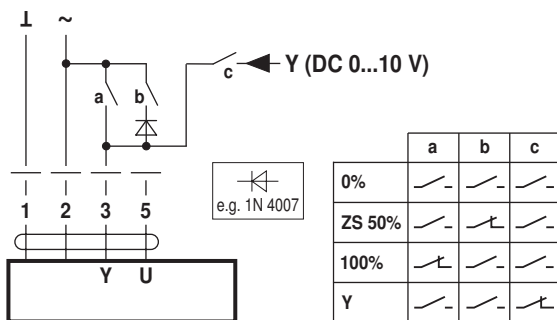 ⊥ ~
c Y (DC 0...10 V)
a b
e.g. 1N 4007
1 2 3 5
Y U
a b c
0%
ZS 50%
100%
Y